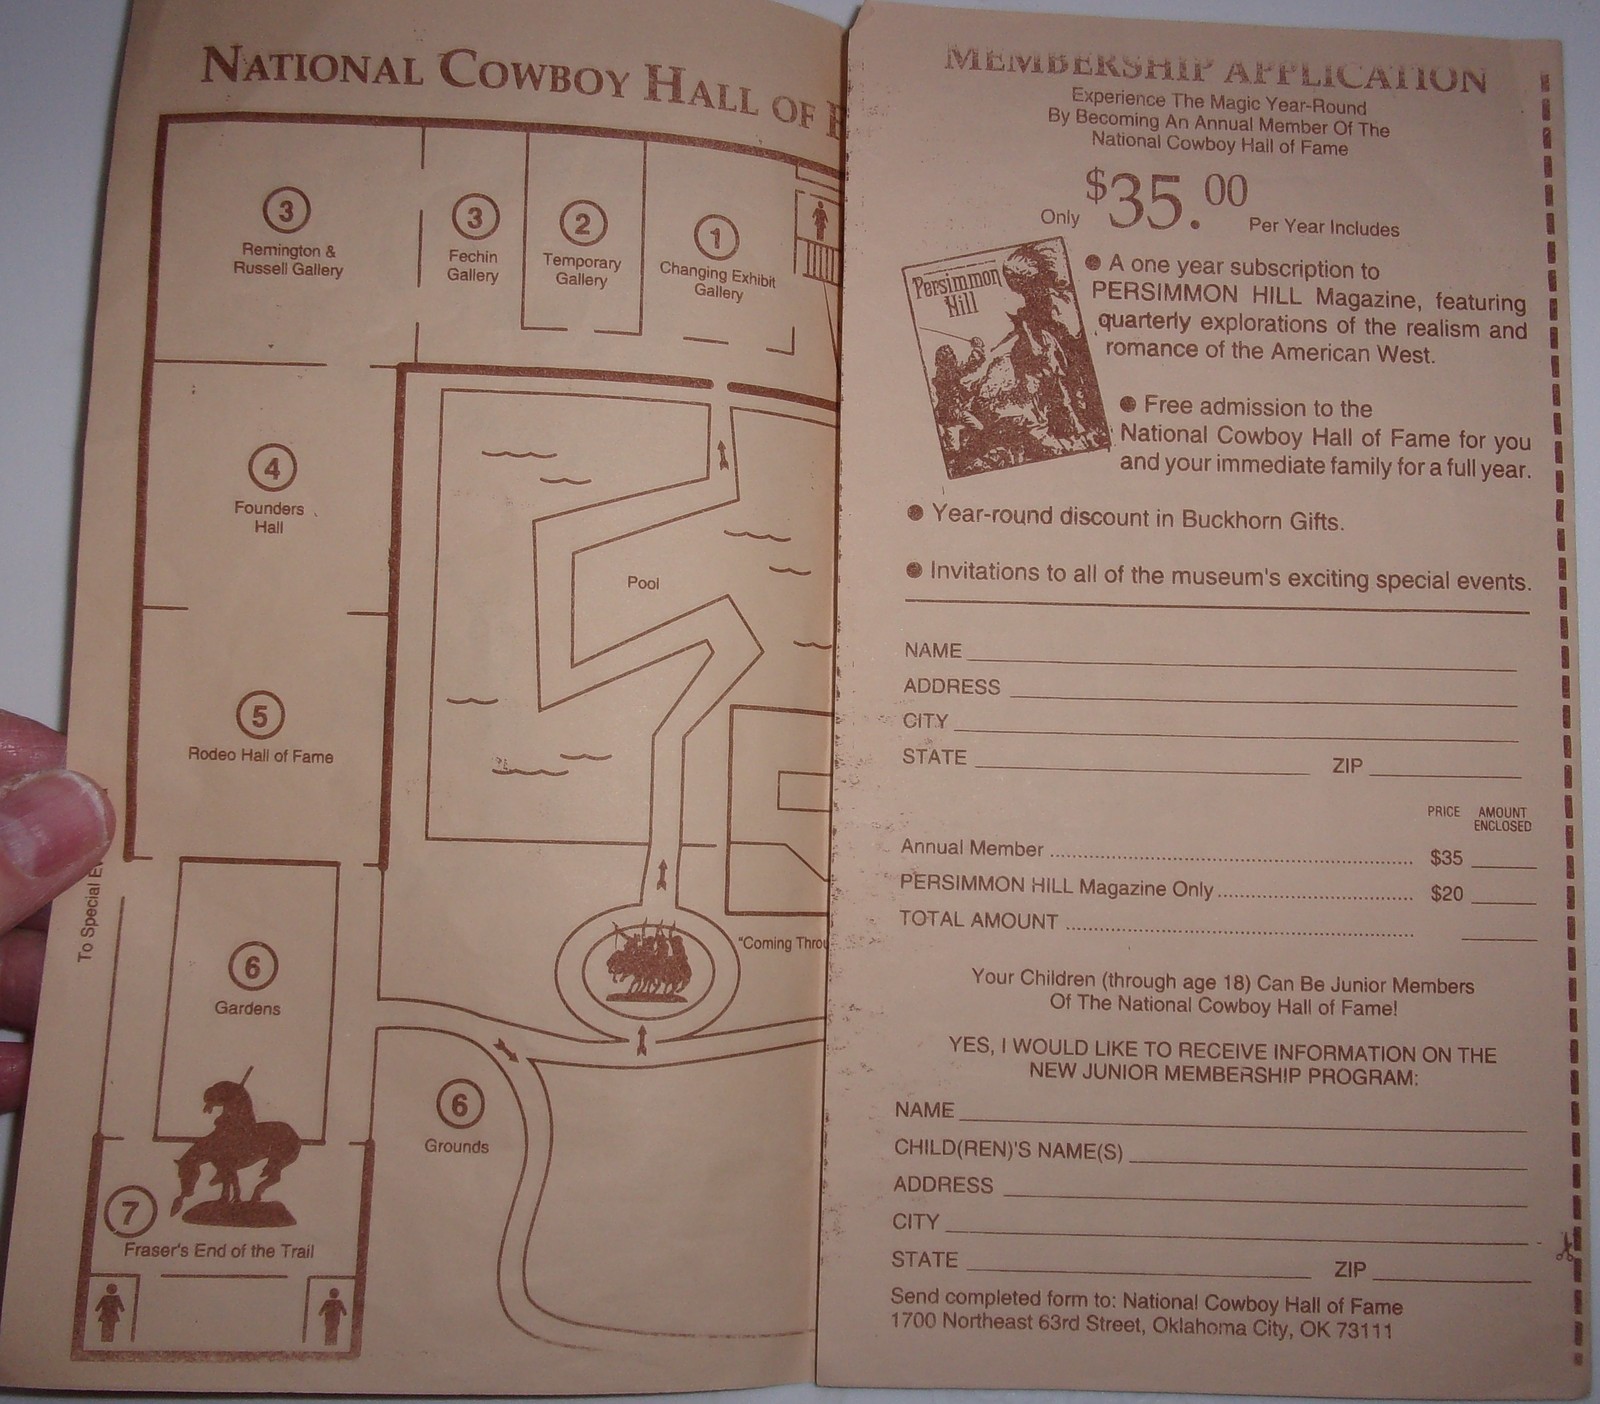 NATIONAL COWBOY HALL OF
3
Remington &
Russell Gallery
3
Fechin
Gallery
2
Temporary
Gallery
1
Changing Exhibit
Gallery
4
Founders
Hall
Pool
5
Rodeo Hall of Fame
To Special
"Coming
6
Gardens
6
Grounds
7
Fraser's End of the Trail
MEMBERSHIP APPLICATION
Experience The Magic Year-Round
By Becoming An Annual Member Of The
National Cowboy Hall of Fame
Only $35.00 Per Year Includes
Persimmon
Hill
● A one year subscription to
PERSIMMON HILL Magazine, featuring
quarterly explorations of the realism and
romance of the American West.
● Free admission to the
National Cowboy Hall of Fame for you
and your immediate family for a full year.
● Year-round discount in Buckhorn Gifts.
● Invitations to all of the museum's exciting special events.
NAME
ADDRESS
CITY
STATE ZIP
PRICE AMOUNT
ENCLOSED
Annual Member $35
PERSIMMON HILL Magazine Only $20
TOTAL AMOUNT
Your Children (through age 18) Can Be Junior Members
Of The National Cowboy Hall of Fame!
YES, I WOULD LIKE TO RECEIVE INFORMATION ON THE
NEW JUNIOR MEMBERSHIP PROGRAM:
NAME
CHILD(REN)'S NAME(S)
ADDRESS
CITY
STATE ZIP
Send completed form to: National Cowboy Hall of Fame
1700 Northeast 63rd Street, Oklahoma City, OK 73111